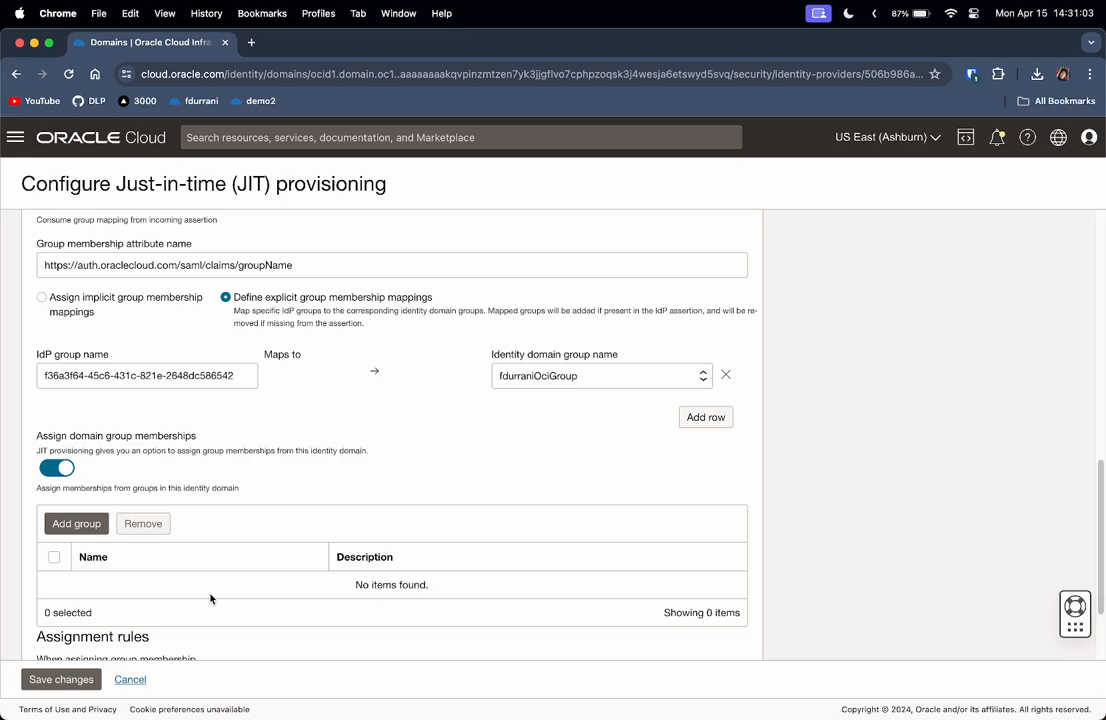 Chrome File Edit View History Bookmarks Profiles Tab Window Help 87% Mon Apr 15 14:31:03
Domains | Oracle Cloud Infra
cloud.oracle.com/identity/domains/ocid1.domain.oc1..aaaaaaaakqvpinzmtzen7yk3jjgflvo7cphpzoqsk3j4wesja6etswyd5svq/security/identity-providers/506b986a...
YouTube DLP 3000 fdurrani demo2 All Bookmarks
ORACLE Cloud Search resources, services, documentation, and Marketplace US East (Ashburn)
Configure Just-in-time (JIT) provisioning
Consume group mapping from incoming assertion
Group membership attribute name
https://auth.oraclecloud.com/saml/claims/groupName
Assign implicit group membership
mappings
Define explicit group membership mappings
Map specific IdP groups to the corresponding identity domain groups. Mapped groups will be added if present in the IdP assertion, and will be re-
moved if missing from the assertion.
IdP group name Maps to Identity domain group name
f36a3f64-45c6-431c-821e-2648dc586542 → fdurraniOciGroup
Add row
Assign domain group memberships
JIT provisioning gives you an option to assign group memberships from this identity domain.
Assign memberships from groups in this identity domain
Add group Remove
Name Description
No items found.
0 selected Showing 0 items
Assignment rules
When assigning group membership
Save changes Cancel
Terms of Use and Privacy Cookie preferences unavailable Copyright © 2024, Oracle and/or its affiliates. All rights reserved.